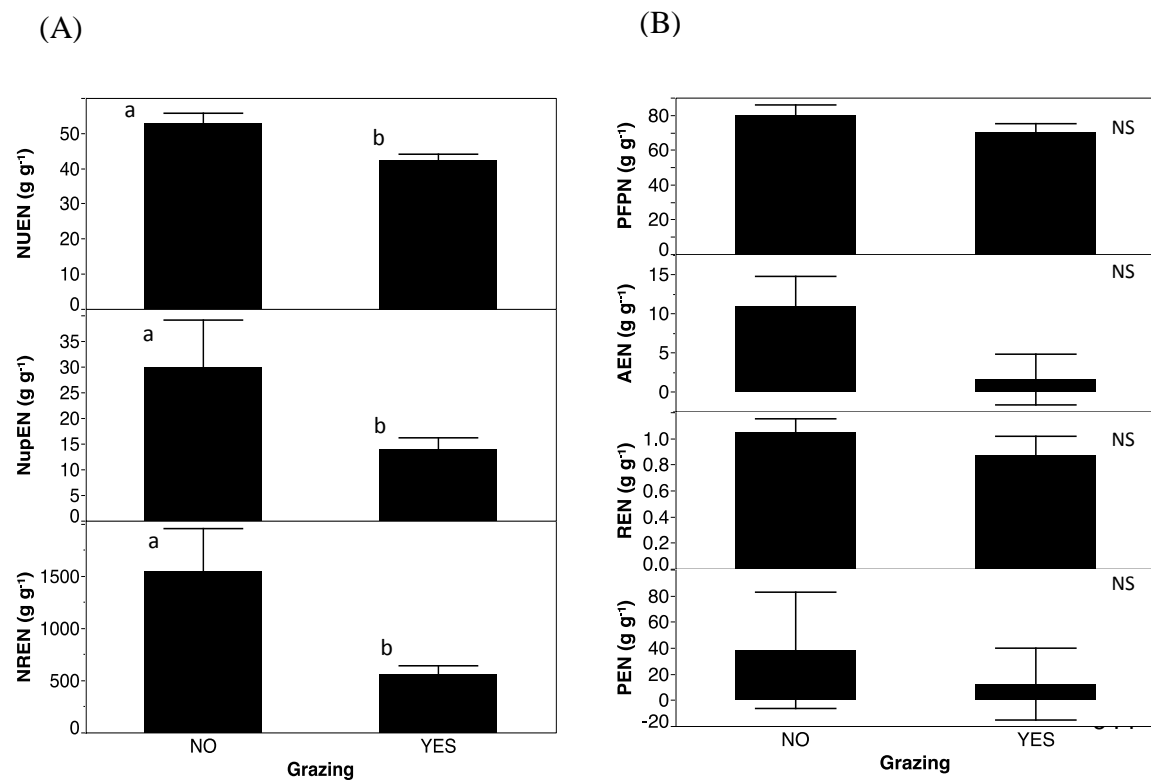 (A)
(B)
NUEN (g g⁻¹)
50
40
30
20
10
0
a
b
NupEN (g g⁻¹)
35
30
25
20
15
10
5
0
a
b
NREN (g g⁻¹)
1500
1000
500
0
a
b
NO
YES
Grazing
PFPN (g g⁻¹)
80
60
40
20
0
NS
AEN (g g⁻¹)
15
10
5
0
NS
REN (g g⁻¹)
1.0
0.8
0.6
0.4
0.2
0.0
NS
PEN (g g⁻¹)
80
60
40
20
0
-20
NS
NO
YES
Grazing